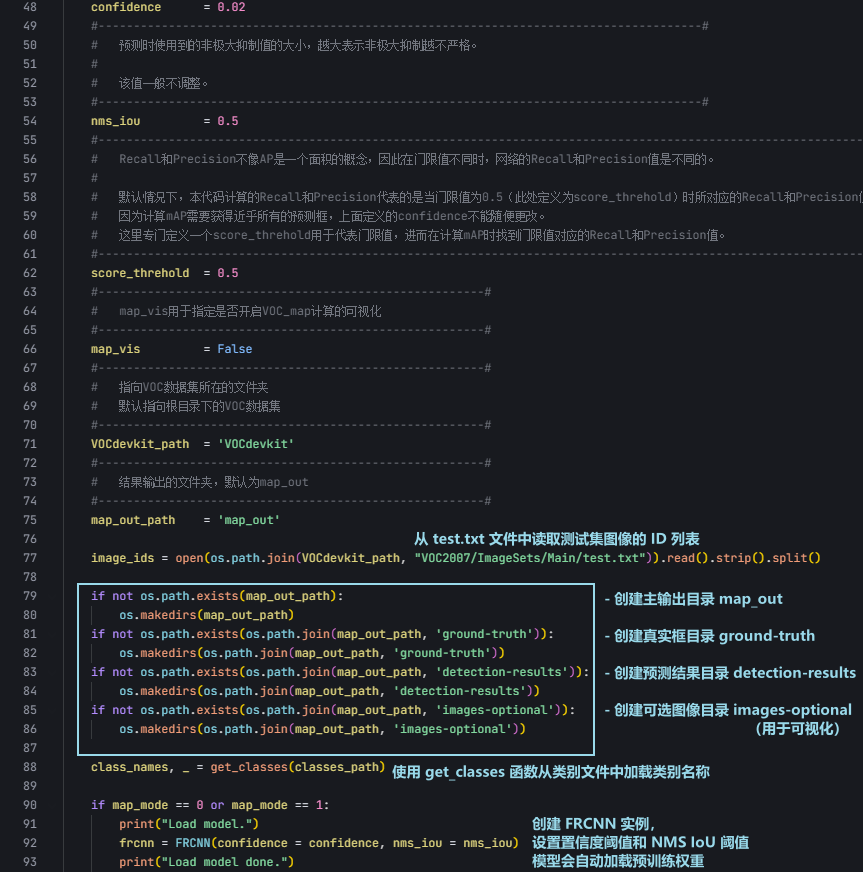 48 confidence = 0.02
49 #-------------------------------------------------------------------------------------#
50 # 预测时使用到的非极大抑制值的大小，越大表示非极大抑制越不严格。
51 #
52 # 该值一般不调整。
53 #-------------------------------------------------------------------------------------#
54 nms_iou = 0.5
55 #---------------------------------------------------------------------------------------------------------------
56 # Recall和Precision不像AP是一个面积的概念，因此在门限值不同时，网络的Recall和Precision值是不同的。
57 #
58 # 默认情况下，本代码计算的Recall和Precision代表的是当门限值为0.5（此处定义为score_threhold）时所对应的Recall和Precision值
59 # 因为计算mAP需要获得近乎所有的预测框，上面定义的confidence不能随便更改。
60 # 这里专门定义一个score_threhold用于代表门限值，进而在计算mAP时找到门限值对应的Recall和Precision值。
61 #---------------------------------------------------------------------------------------------------------------
62 score_threhold = 0.5
63 #-------------------------------------------------------#
64 # map_vis用于指定是否开启VOC_map计算的可视化
65 #-------------------------------------------------------#
66 map_vis = False
67 #-------------------------------------------------------#
68 # 指向VOC数据集所在的文件夹
69 # 默认指向根目录下的VOC数据集
70 #-------------------------------------------------------#
71 VOCdevkit_path = 'VOCdevkit'
72 #-------------------------------------------------------#
73 # 结果输出的文件夹，默认为map_out
74 #-------------------------------------------------------#
75 map_out_path = 'map_out'
76 从 test.txt 文件中读取测试集图像的 ID 列表
77 image_ids = open(os.path.join(VOCdevkit_path, "VOC2007/ImageSets/Main/test.txt")).read().strip().split()
78
79 if not os.path.exists(map_out_path): - 创建主输出目录 map_out
80 os.makedirs(map_out_path)
81 if not os.path.exists(os.path.join(map_out_path, 'ground-truth')): - 创建真实框目录 ground-truth
82 os.makedirs(os.path.join(map_out_path, 'ground-truth'))
83 if not os.path.exists(os.path.join(map_out_path, 'detection-results')): - 创建预测结果目录 detection-results
84 os.makedirs(os.path.join(map_out_path, 'detection-results'))
85 if not os.path.exists(os.path.join(map_out_path, 'images-optional')): - 创建可选图像目录 images-optional
86 os.makedirs(os.path.join(map_out_path, 'images-optional')) （用于可视化）
87
88 class_names, _ = get_classes(classes_path) 使用 get_classes 函数从类别文件中加载类别名称
89
90 if map_mode == 0 or map_mode == 1:
91 print("Load model.") 创建 FRCNN 实例，
92 frcnn = FRCNN(confidence = confidence, nms_iou = nms_iou) 设置置信度阈值和 NMS IoU 阈值
93 print("Load model done.") 模型会自动加载预训练权重